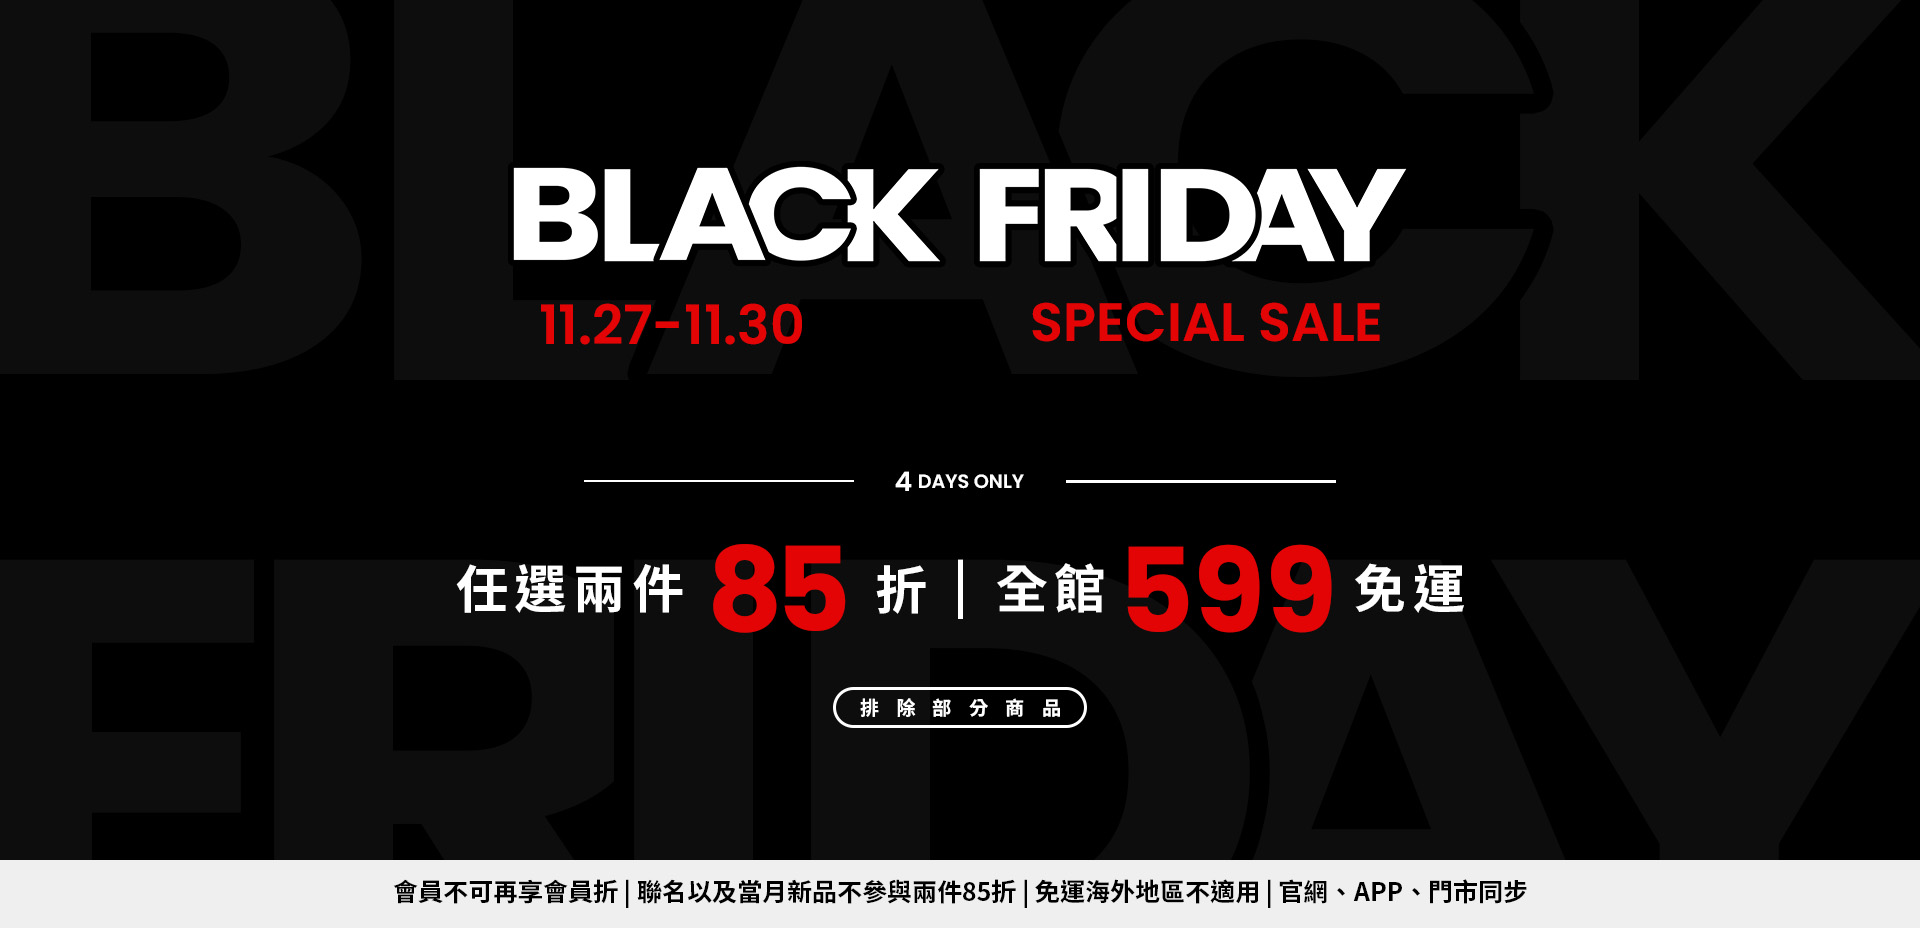 BLACK FRIDAY
11.27-11.30 SPECIAL SALE
4 DAYS ONLY
任選兩件 85 折 | 全館 599 免運
排除部分商品
會員不可再享會員折 | 聯名以及當月新品不參與兩件85折 | 免運海外地區不適用 | 官網、APP、門市同步
BLACK
FRIDAY